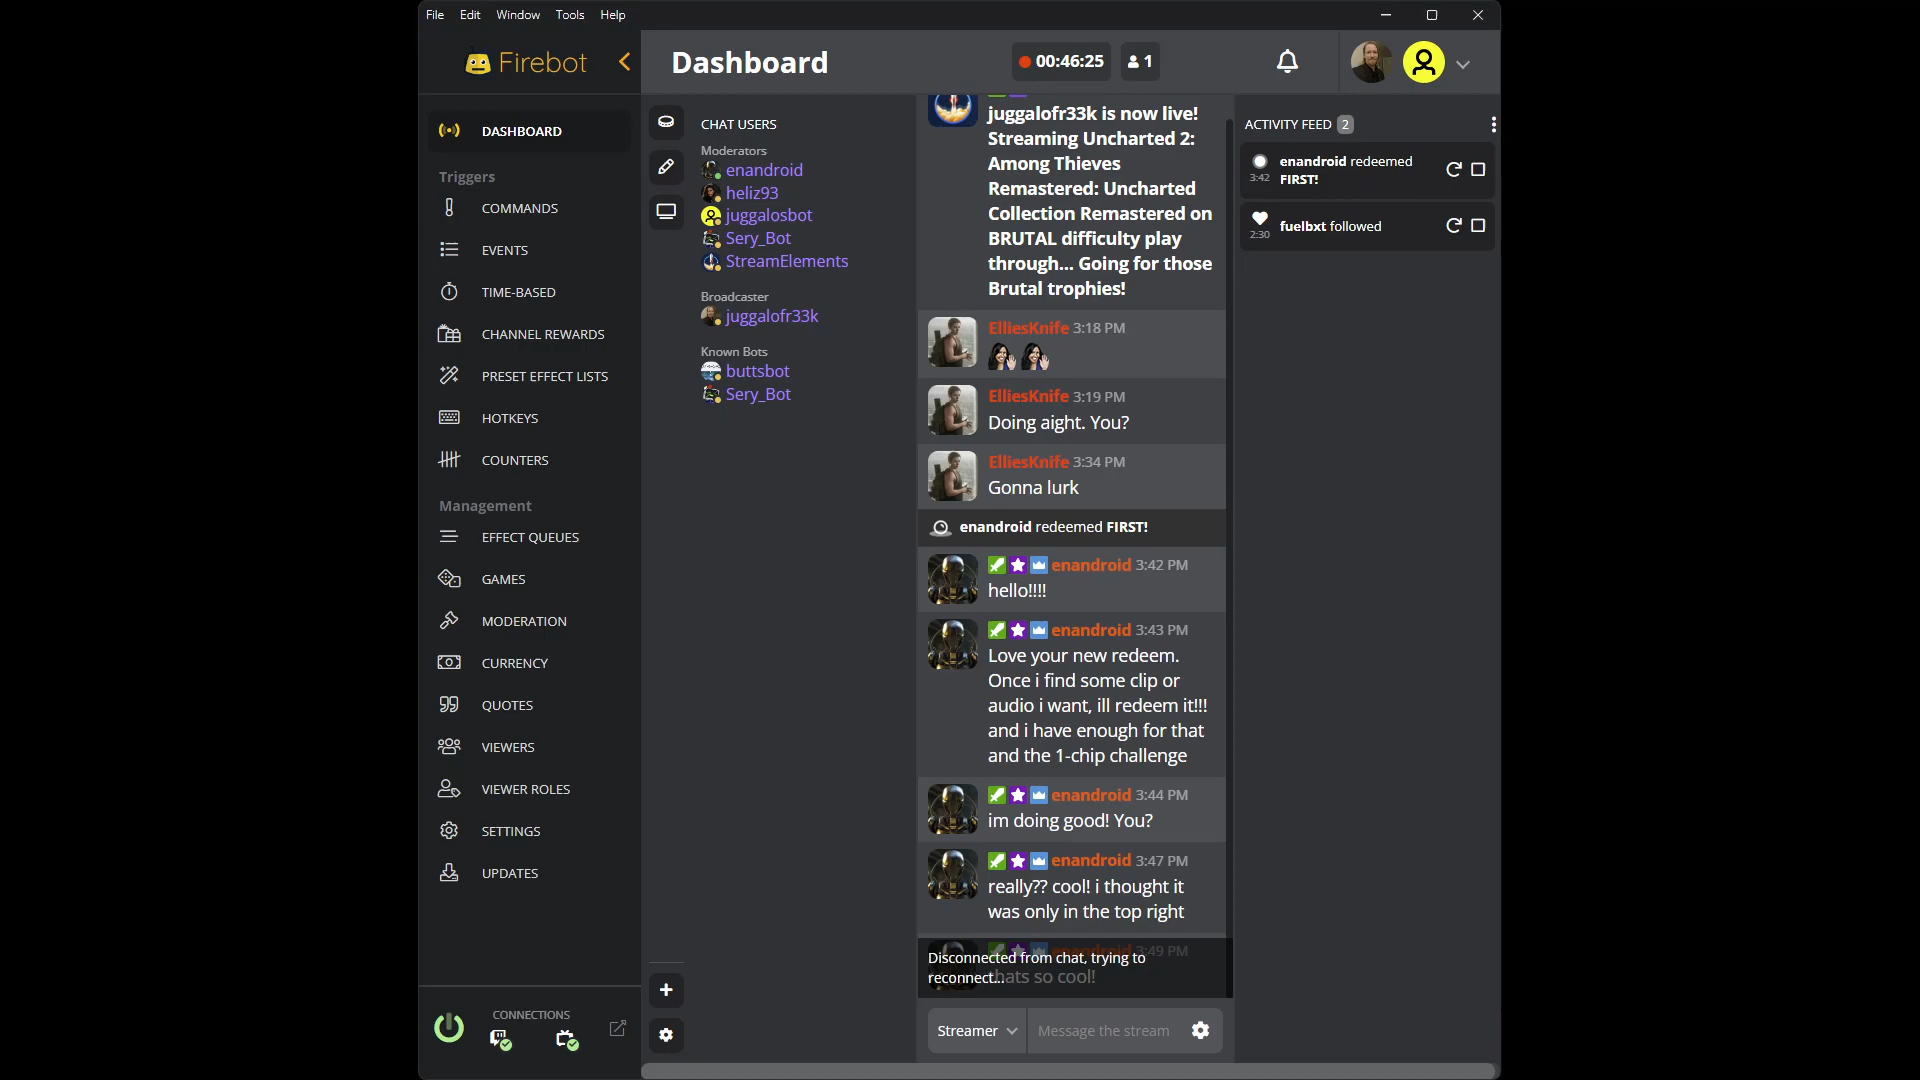 File Edit Window Tools Help
Firebot
Dashboard
00:46:25
1
DASHBOARD
Triggers
COMMANDS
EVENTS
TIME-BASED
CHANNEL REWARDS
PRESET EFFECT LISTS
HOTKEYS
COUNTERS
Management
EFFECT QUEUES
GAMES
MODERATION
CURRENCY
QUOTES
VIEWERS
VIEWER ROLES
SETTINGS
UPDATES
CONNECTIONS
CHAT USERS
Moderators
enandroid
heliz93
juggalosbot
Sery_Bot
StreamElements
Broadcaster
juggalofr33k
Known Bots
buttsbot
Sery_Bot
juggalofr33k is now live!
Streaming Uncharted 2:
Among Thieves
Remastered: Uncharted
Collection Remastered on
BRUTAL difficulty play
through... Going for those
Brutal trophies!
ElliesKnife 3:18 PM
ElliesKnife 3:19 PM
Doing aight. You?
ElliesKnife 3:34 PM
Gonna lurk
enandroid redeemed FIRST!
enandroid 3:42 PM
hello!!!!
enandroid 3:43 PM
Love your new redeem.
Once i find some clip or
audio i want, ill redeem it!!!
and i have enough for that
and the 1-chip challenge
enandroid 3:44 PM
im doing good! You?
enandroid 3:47 PM
really?? cool! i thought it
was only in the top right
enandroid 3:49 PM
Disconnected from chat, trying to
reconnect...
hats so cool!
Streamer
Message the stream
ACTIVITY FEED 2
enandroid redeemed
FIRST!
3:42
fuelbxt followed
2:30